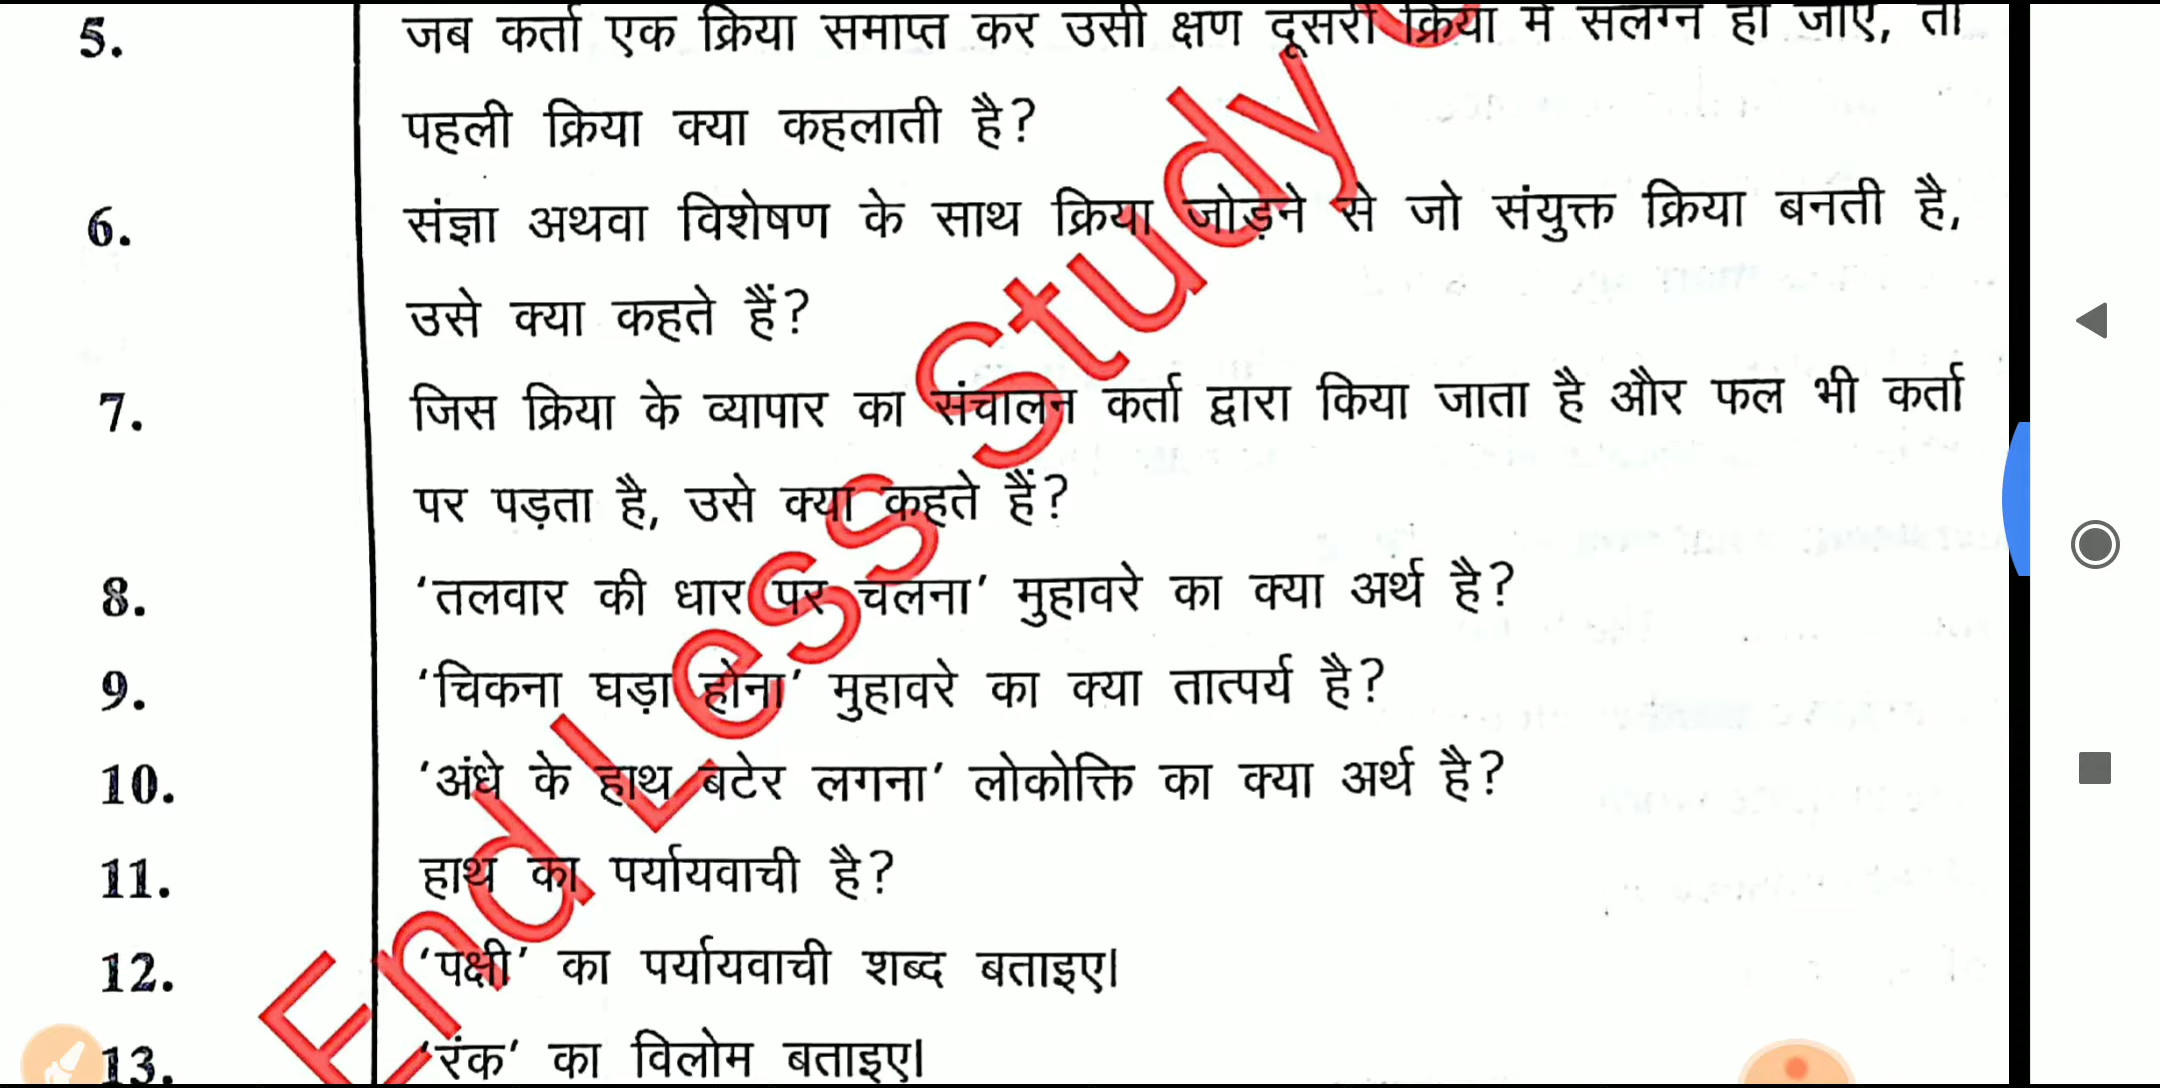 5. जब कर्ता एक क्रिया समाप्त कर उसी क्षण दूसरी क्रिया में संलग्न हो जाए, तो
पहली क्रिया क्या कहलाती है?
6. संज्ञा अथवा विशेषण के साथ क्रिया जोड़ने से जो संयुक्त क्रिया बनती है,
उसे क्या कहते हैं?
7. जिस क्रिया के व्यापार का संचालन कर्ता द्वारा किया जाता है और फल भी कर्ता
पर पड़ता है, उसे क्या कहते हैं?
8. ‘तलवार की धार पर चलना’ मुहावरे का क्या अर्थ है?
9. ‘चिकना घड़ा होना’ मुहावरे का क्या तात्पर्य है?
10. ‘अंधे के हाथ बटेर लगना’ लोकोक्ति का क्या अर्थ है?
11. हाथ का पर्यायवाची है?
12. ‘पक्षी’ का पर्यायवाची शब्द बताइए।
13. ‘रंक’ का विलोम बताइए।
End Less Study